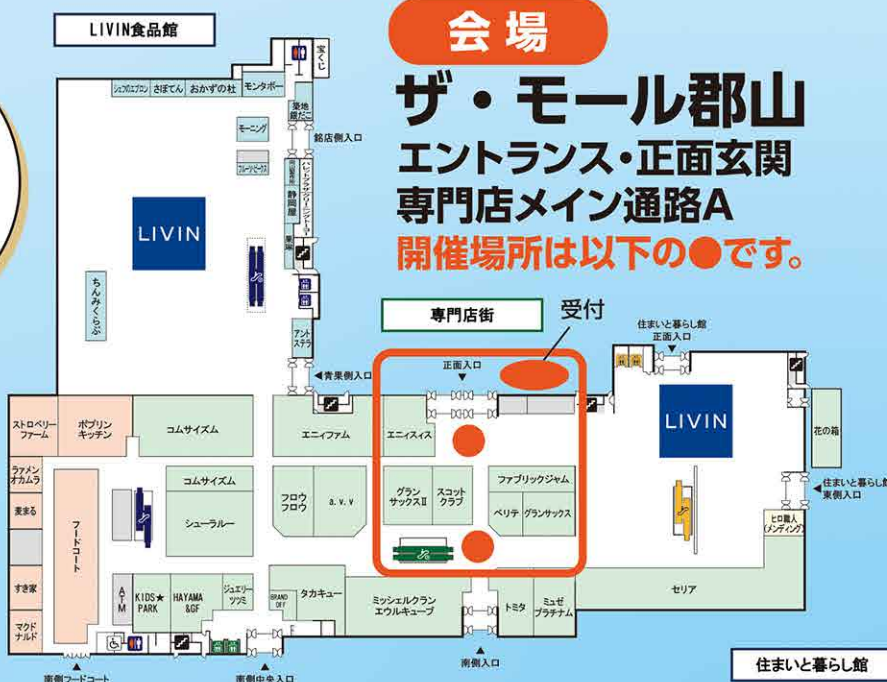 LIVIN食品館
会場
ザ・モール郡山
エントランス・正面玄関
専門店メイン通路A
開催場所は以下の●です。
宝くじ
シェフのエプロン
さぼてん
おかずの杜
モンタボー
築地
銀だこ
モーニング
銘店側入口
フルーツピークス
静岡屋
LIVIN
ちんみくらぶ
アント
ステラ
青果側入口
専門店街
受付
正面入口
住まいと暮らし館
正面入口
LIVIN
花の箱
住まいと暮らし館
東側入口
ヒロ職人
(メンディング)
ストロベリー
ファーム
ポプリン
キッチン
コムサイズム
エニィファム
エニィスィス
ラァメン
オカムラ
麦まる
すき家
マクド
ナルド
フードコート
コムサイズム
シューラルー
フロウ
フロウ
a.v.v
グラン
サックスⅡ
スコット
クラブ
ファブリックジャム
ベリテ
グランサックス
ATM
KIDS★
PARK
HAYAMA
&GF
ジュエリー
ツツミ
BRAND
OFF
タカキュー
ミッシェルクラン
エウルキューブ
トミタ
ミュゼ
プラチナム
セリア
南側フードコート
南側中央入口
南側入口
住まいと暮らし館